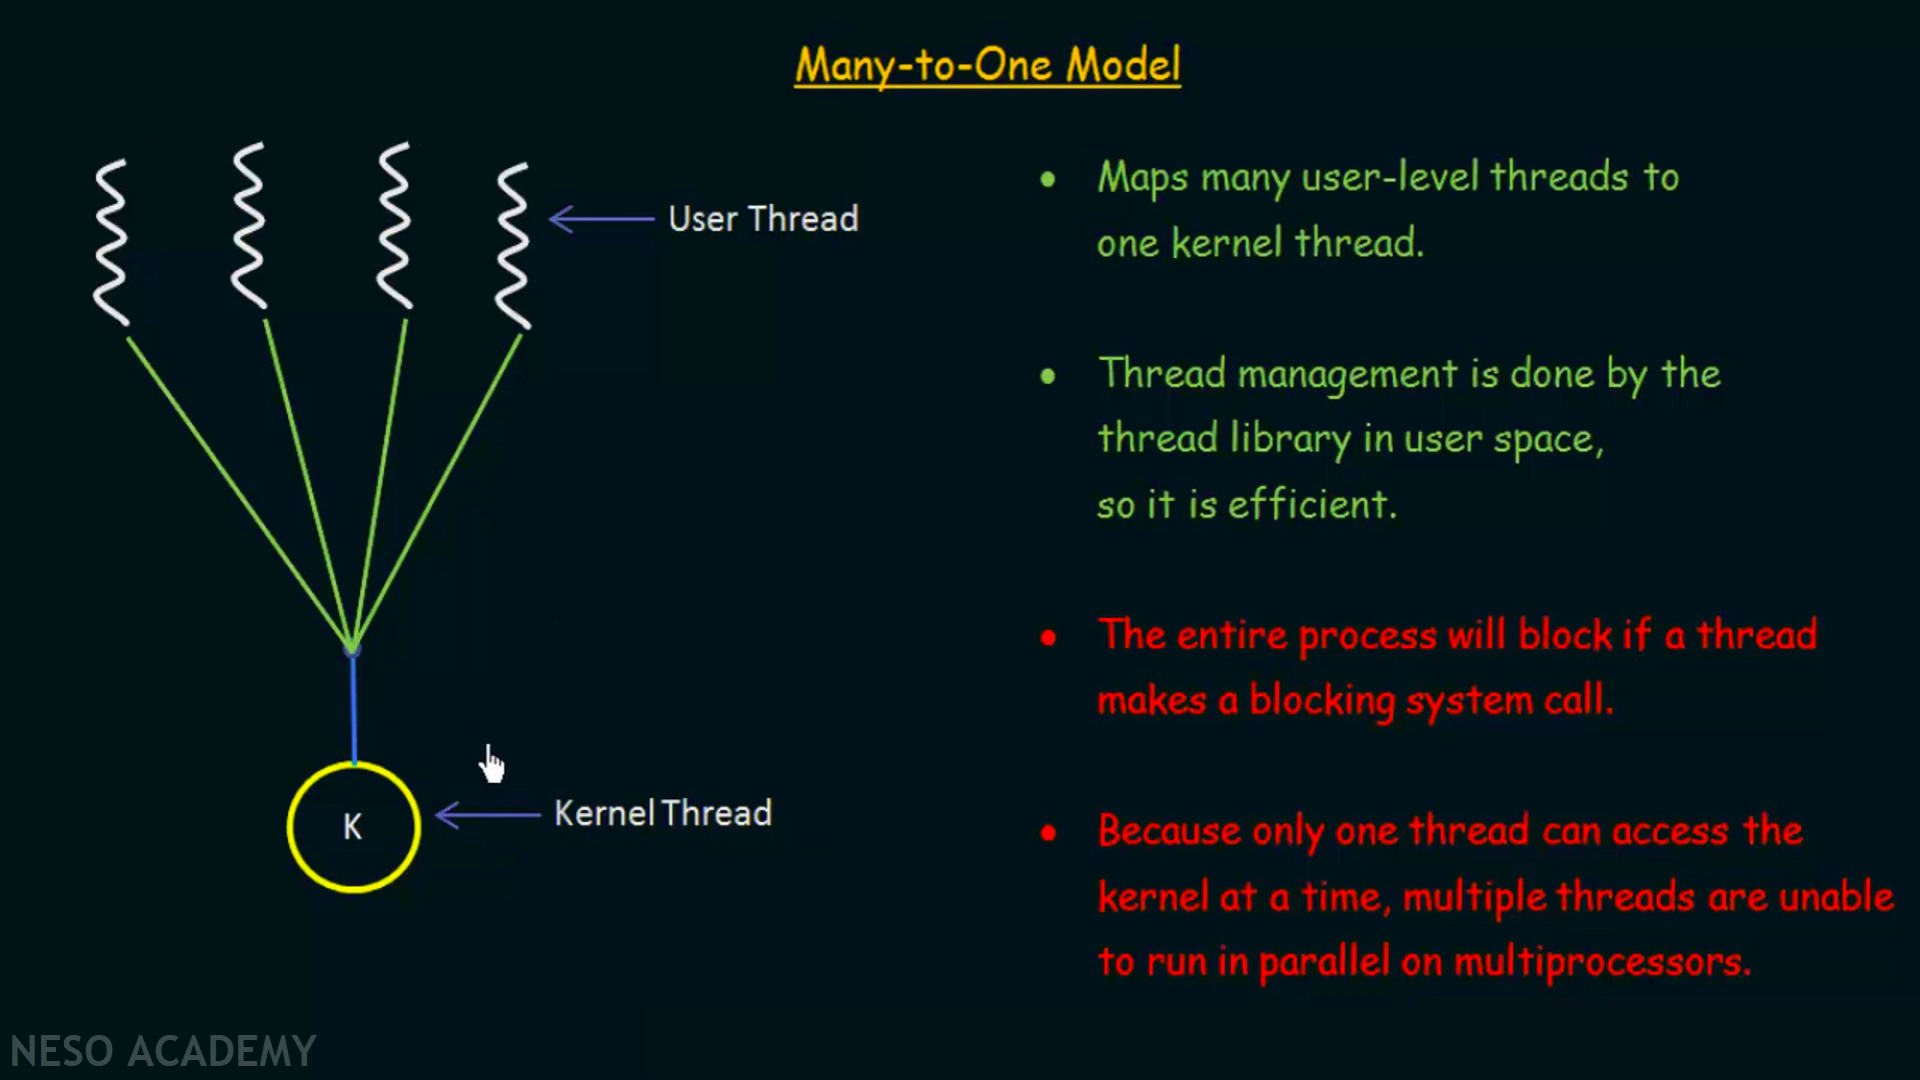 Many-to-One Model
User Thread
Kernel Thread
K
• Maps many user-level threads to
one kernel thread.
• Thread management is done by the
thread library in user space,
so it is efficient.
• The entire process will block if a thread
makes a blocking system call.
• Because only one thread can access the
kernel at a time, multiple threads are unable
to run in parallel on multiprocessors.
NESO ACADEMY